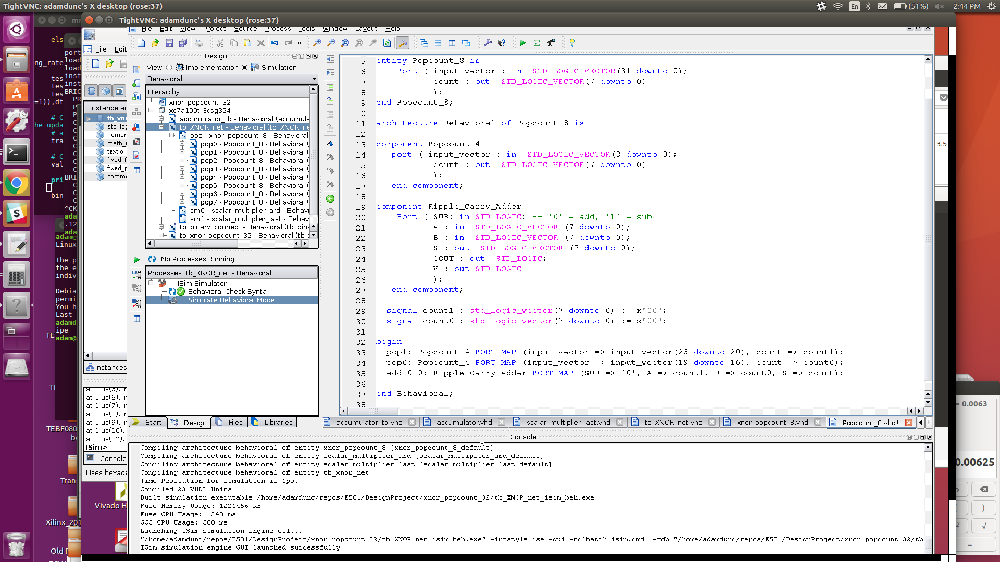 TightVNC: adamdunc's X desktop (rose:37)
En
(51%)
2:44 PM
TightVNC: adamdunc's X desktop (rose:37)
File Edit View Project Source Process Tools Window Layout Help
File Edit
Design
View: Implementation Simulation
Behavioral
Hierarchy
xnor_popcount_32
xc7a100t-3csg324
accumulator_tb - Behavioral (accumula
tb_XNOR_net - Behavioral (tb_XNOR_ne
pop - xnor_popcount_8 - Behavioral
pop0 - Popcount_8 - Behavioral (
pop1 - Popcount_8 - Behavioral (
pop2 - Popcount_8 - Behavioral (
pop3 - Popcount_8 - Behavioral (
pop4 - Popcount_8 - Behavioral (
pop5 - Popcount_8 - Behavioral (
pop6 - Popcount_8 - Behavioral (
pop7 - Popcount_8 - Behavioral (
sm0 - scalar_multiplier_ard - Behavi
sm1 - scalar_multiplier_last - Behav
tb_binary_connect - Behavioral (tb_bina
tb_xnor_popcount_32 - Behavioral (tb_x
No Processes Running
Processes: tb_XNOR_net - Behavioral
ISim Simulator
Behavioral Check Syntax
Simulate Behavioral Model
Start Design Files Libraries
5 entity Popcount_8 is
6 Port ( input_vector : in STD_LOGIC_VECTOR(31 downto 0);
7 count : out STD_LOGIC_VECTOR(7 downto 0)
8 );
9 end Popcount_8;
10
11 architecture Behavioral of Popcount_8 is
12
13 component Popcount_4
14 port ( input_vector : in STD_LOGIC_VECTOR(3 downto 0);
15 count : out STD_LOGIC_VECTOR(7 downto 0)
16 );
17 end component;
18
19 component Ripple_Carry_Adder
20 Port ( SUB: in STD_LOGIC; -- '0' = add, '1' = sub
21 A : in STD_LOGIC_VECTOR (7 downto 0);
22 B : in STD_LOGIC_VECTOR (7 downto 0);
23 S : out STD_LOGIC_VECTOR (7 downto 0);
24 COUT : out STD_LOGIC;
25 V : out STD_LOGIC
26 );
27 end component;
28
29 signal count1 : std_logic_vector(7 downto 0) := x"00";
30 signal count0 : std_logic_vector(7 downto 0) := x"00";
31
32 begin
33 pop1: Popcount_4 PORT MAP (input_vector => input_vector(23 downto 20), count => count1);
34 pop0: Popcount_4 PORT MAP (input_vector => input_vector(19 downto 16), count => count0);
35 add_0_0: Ripple_Carry_Adder PORT MAP (SUB => '0', A => count1, B => count0, S => count);
36
37 end Behavioral;
38
accumulator_tb.vhd accumulator.vhd scalar_multiplier_last.vhd tb_XNOR_net.vhd xnor_popcount_8.vhd Popcount_8.vhd*
Console
Compiling architecture behavioral of entity xnor_popcount_8 [xnor_popcount_8_default]
Compiling architecture behavioral of entity scalar_multiplier_ard [scalar_multiplier_ard_default]
Compiling architecture behavioral of entity scalar_multiplier_last [scalar_multiplier_last_default]
Compiling architecture behavioral of entity tb_xnor_net
Time Resolution for simulation is 1ps.
Compiled 23 VHDL Units
Built simulation executable /home/adamdunc/repos/E501/DesignProject/xnor_popcount_32/tb_XNOR_net_isim_beh.exe
Fuse Memory Usage: 1221456 KB
Fuse CPU Usage: 1340 ms
GCC CPU Usage: 580 ms
Launching ISim simulation engine GUI...
"/home/adamdunc/repos/E501/DesignProject/xnor_popcount_32/tb_XNOR_net_isim_beh.exe" -intstyle ise -gui -tclbatch isim.cmd -wdb "/home/adamdunc/repos/E501/DesignProject/xnor_popcount_32/tb
ISim simulation engine GUI launched successfully
Instance an
tb_xno
std_log
numer
math_r
textio
fixed_f
fixed_p
comme
Instances
at 1 us(6), In
at 1 us(6), Ir
at 1 us(7), Ir
at 1 us(8), Ir
at 1 us(9), Ir
at 1 us(10),
at 1 us(12),
ISim>
Console
Uses hexade
els
ng_rate
tes
tes
tes
=1)),dt
# C
he upda
# a
tra
# C
val
pri
bin
port
load
load
inst
inst
BRIC
^CK
ada
.12
ada
adam
Linux
The p
the e
indiv
Debia
permi
You h
Last
adamd
ipe
adam@
TEBF080
Tran
Vivado H
Xilinx_201
Old F
3.5
= 0.0063
0.00625
)
√
=